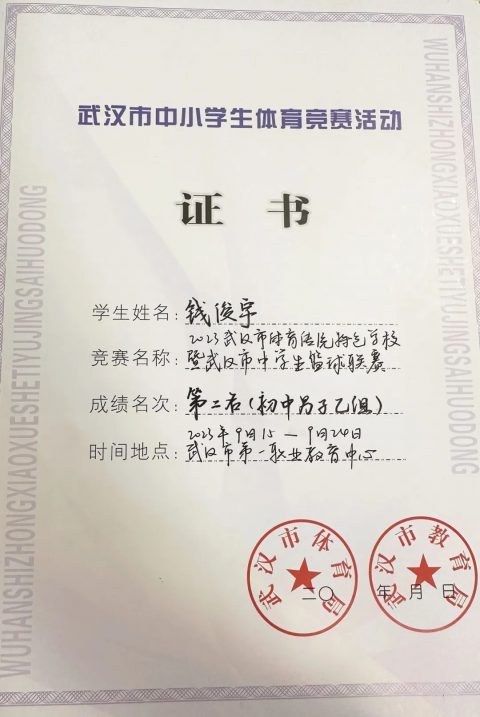 武汉市中小学生体育竞赛活动
证 书
学生姓名：钱俊宇
2023武汉市体育传统特色学校
竞赛名称：暨武汉市中学生篮球联赛
成绩名次：第二名（初中男子乙组）
2023年9月15—9月24日
时间地点：武汉市第一职业教育中心
武汉市体育局
武汉市教育局
二〇 年 月 日
WUHANSHIZHONGXIAOXUESHETIYUJINGSAIHUODONG
WUHANSHIZHONGXIAOXUESHETIYUJINGSAIHUODONG